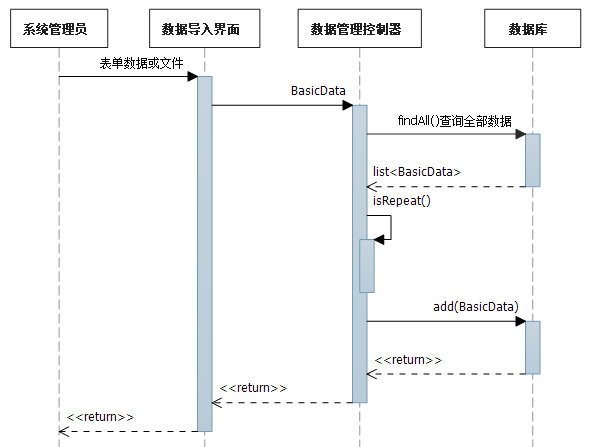 系统管理员
数据导入界面
数据管理控制器
数据库
表单数据或文件
BasicData
findAll()查询全部数据
list<BasicData>
isRepeat()
add(BasicData)
<<return>>
<<return>>
<<return>>